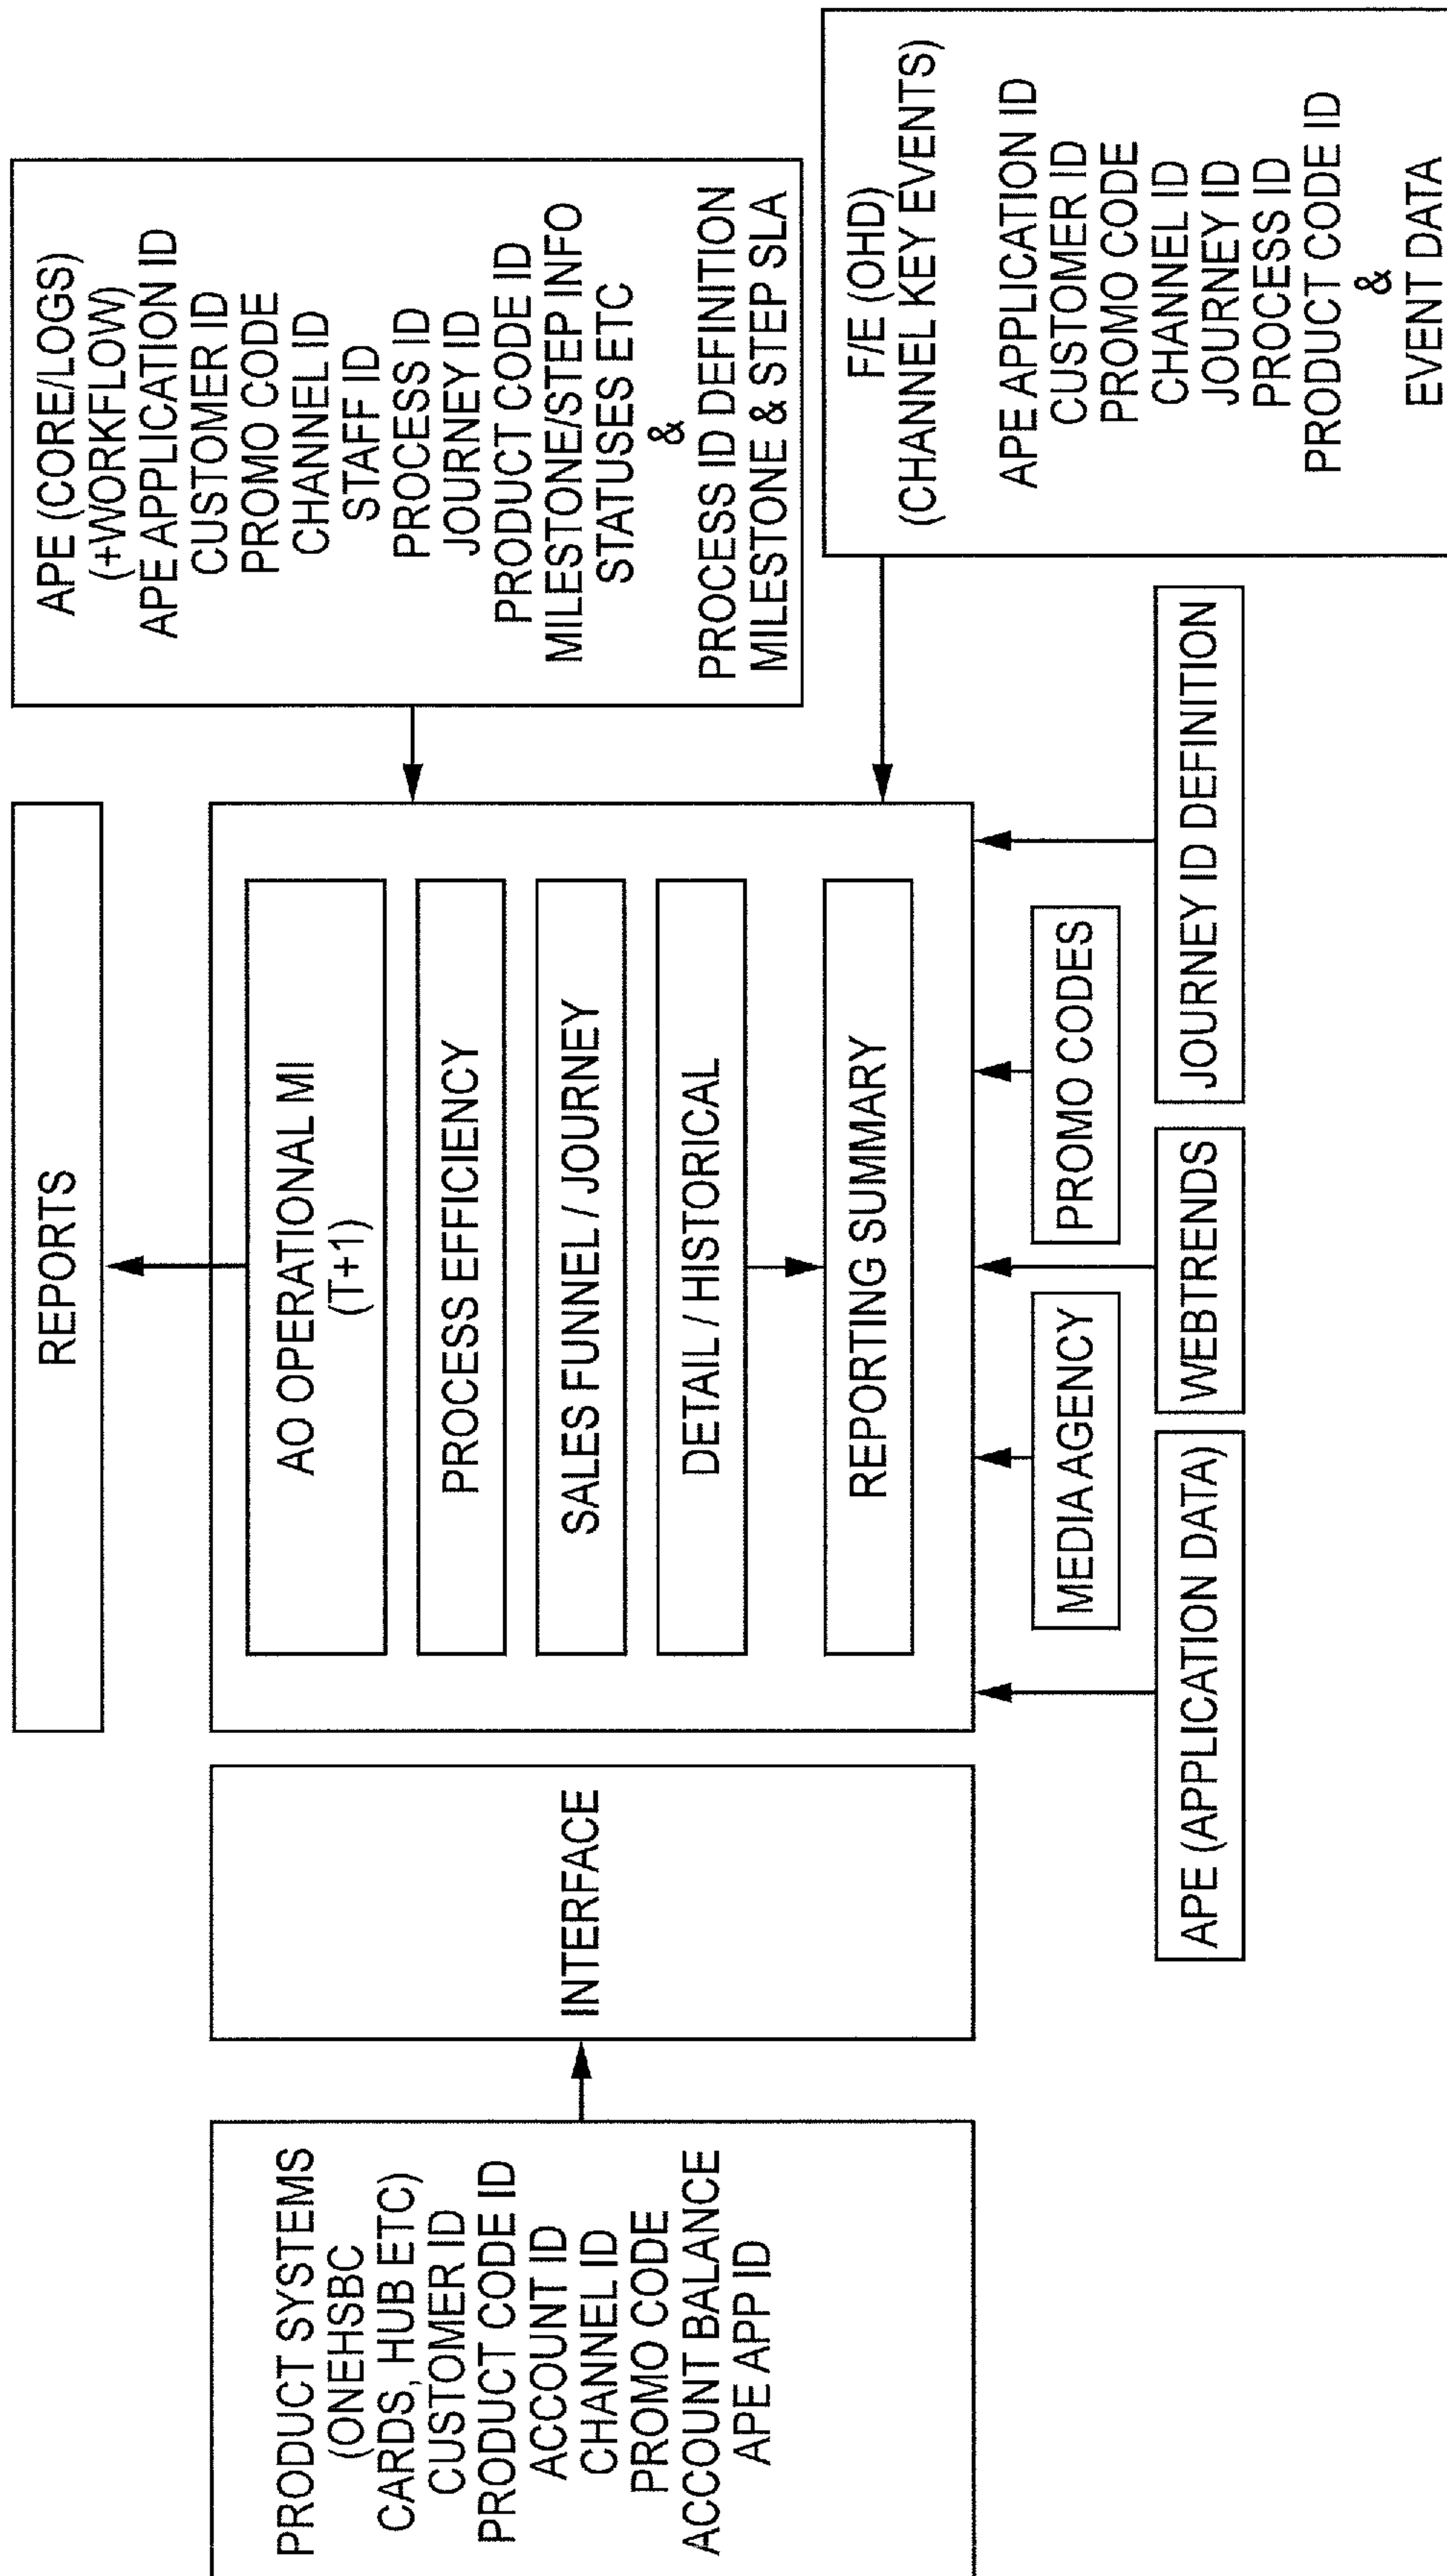 REPORTS
PRODUCT SYSTEMS
(ONEHSBC
CARDS, HUB ETC)
CUSTOMER ID
PRODUCT CODE ID
ACCOUNT ID
CHANNEL ID
PROMO CODE
ACCOUNT BALANCE
APE APP ID
INTERFACE
AO OPERATIONAL MI
(T+1)
PROCESS EFFICIENCY
SALES FUNNEL / JOURNEY
DETAIL / HISTORICAL
REPORTING SUMMARY
APE (CORE/LOGS)
(+WORKFLOW)
APE APPLICATION ID
CUSTOMER ID
PROMO CODE
CHANNEL ID
STAFF ID
PROCESS ID
JOURNEY ID
PRODUCT CODE ID
MILESTONE/STEP INFO
STATUSES ETC
&
PROCESS ID DEFINITION
MILESTONE & STEP SLA
F/E (OHD)
(CHANNEL KEY EVENTS)
APE APPLICATION ID
CUSTOMER ID
PROMO CODE
CHANNEL ID
JOURNEY ID
PROCESS ID
PRODUCT CODE ID
&
EVENT DATA
MEDIA AGENCY
PROMO CODES
APE (APPLICATION DATA)
WEBTRENDS
JOURNEY ID DEFINITION